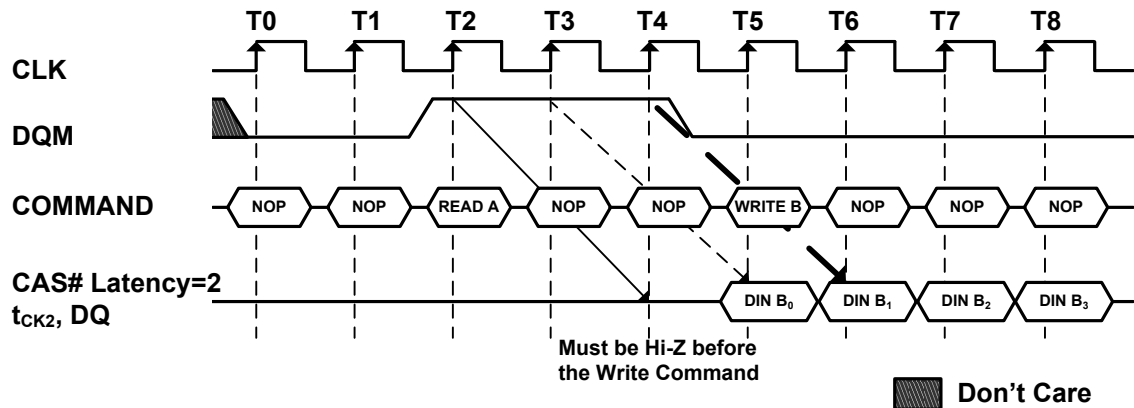 T0 T1 T2 T3 T4 T5 T6 T7 T8
CLK
DQM
COMMAND NOP NOP READ A NOP NOP WRITE B NOP NOP NOP
CAS# Latency=2
tCK2, DQ DIN B0 DIN B1 DIN B2 DIN B3
Must be Hi-Z before
the Write Command
Don't Care